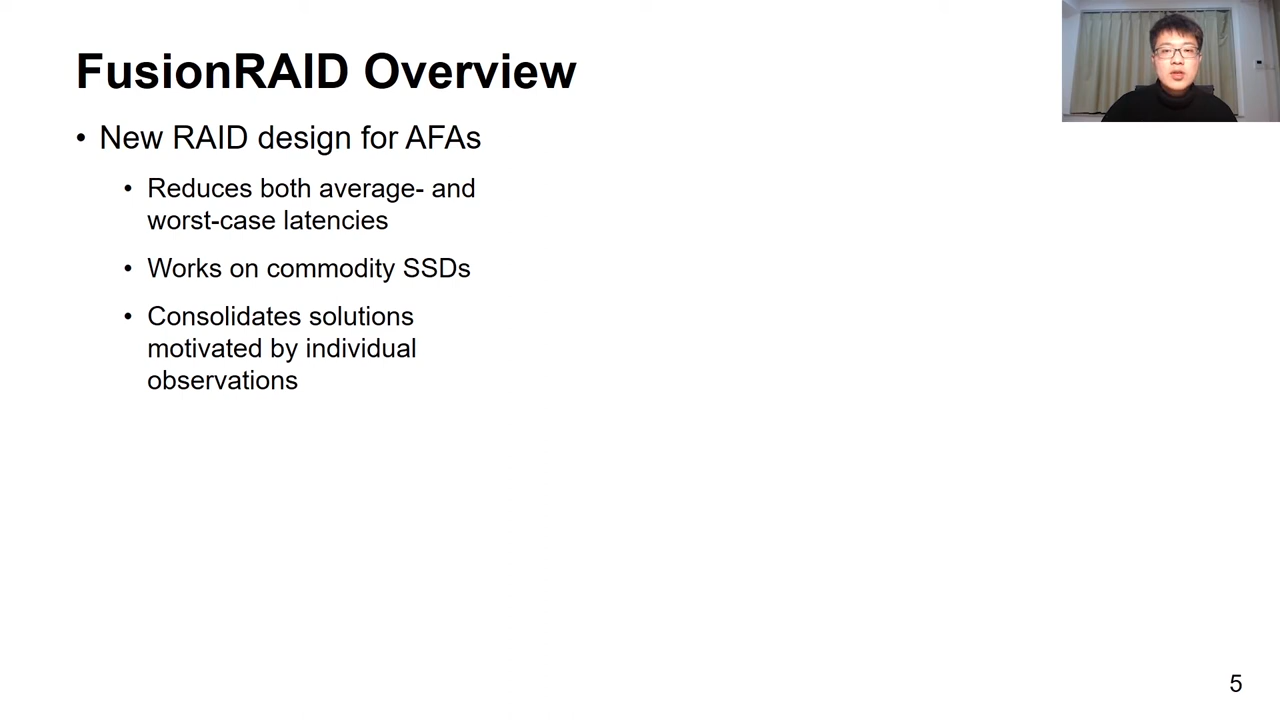 FusionRAID Overview
• New RAID design for AFAs
• Reduces both average- and
worst-case latencies
• Works on commodity SSDs
• Consolidates solutions
motivated by individual
observations
5